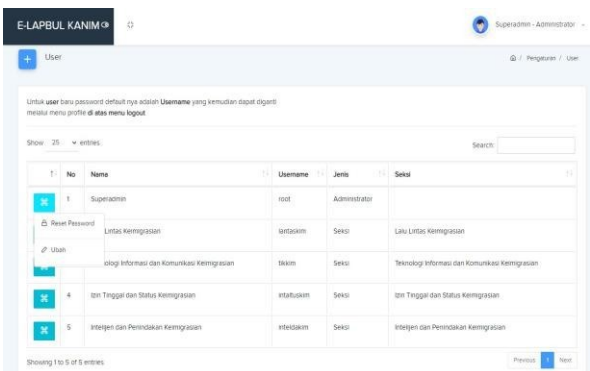 E-LAPBUL KANIM
Superadmin - Administrator
User
/ Pengaturan / User
Untuk user baru password default nya adalah Username yang kemudian dapat diganti
melalui menu profile di atas menu logout
Show 25 entries
Search:
No Nama Username Jenis Seksi
1 Superadmin root Administrator
Reset Password
Lintas Keimigrasian lantaskim Seksi Lalu Lintas Keimigrasian
Ubah
ologi Informasi dan Komunikasi Keimigrasian tikkim Seksi Teknologi Informasi dan Komunikasi Keimigrasian
4 Izin Tinggal dan Status Keimigrasian intaltuskim Seksi Izin Tinggal dan Status Keimigrasian
5 Intelijen dan Penindakan Keimigrasian inteldakim Seksi Intelijen dan Penindakan Keimigrasian
Showing 1 to 5 of 5 entries
Previous 1 Next